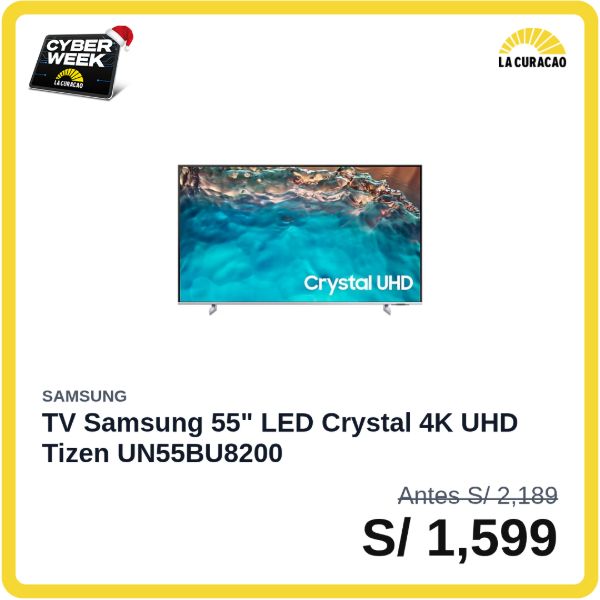 CYBER
WEEK
LA CURACAO
LA CURACAO
Crystal UHD
SAMSUNG
TV Samsung 55" LED Crystal 4K UHD
Tizen UN55BU8200
Antes S/ 2,189
S/ 1,599